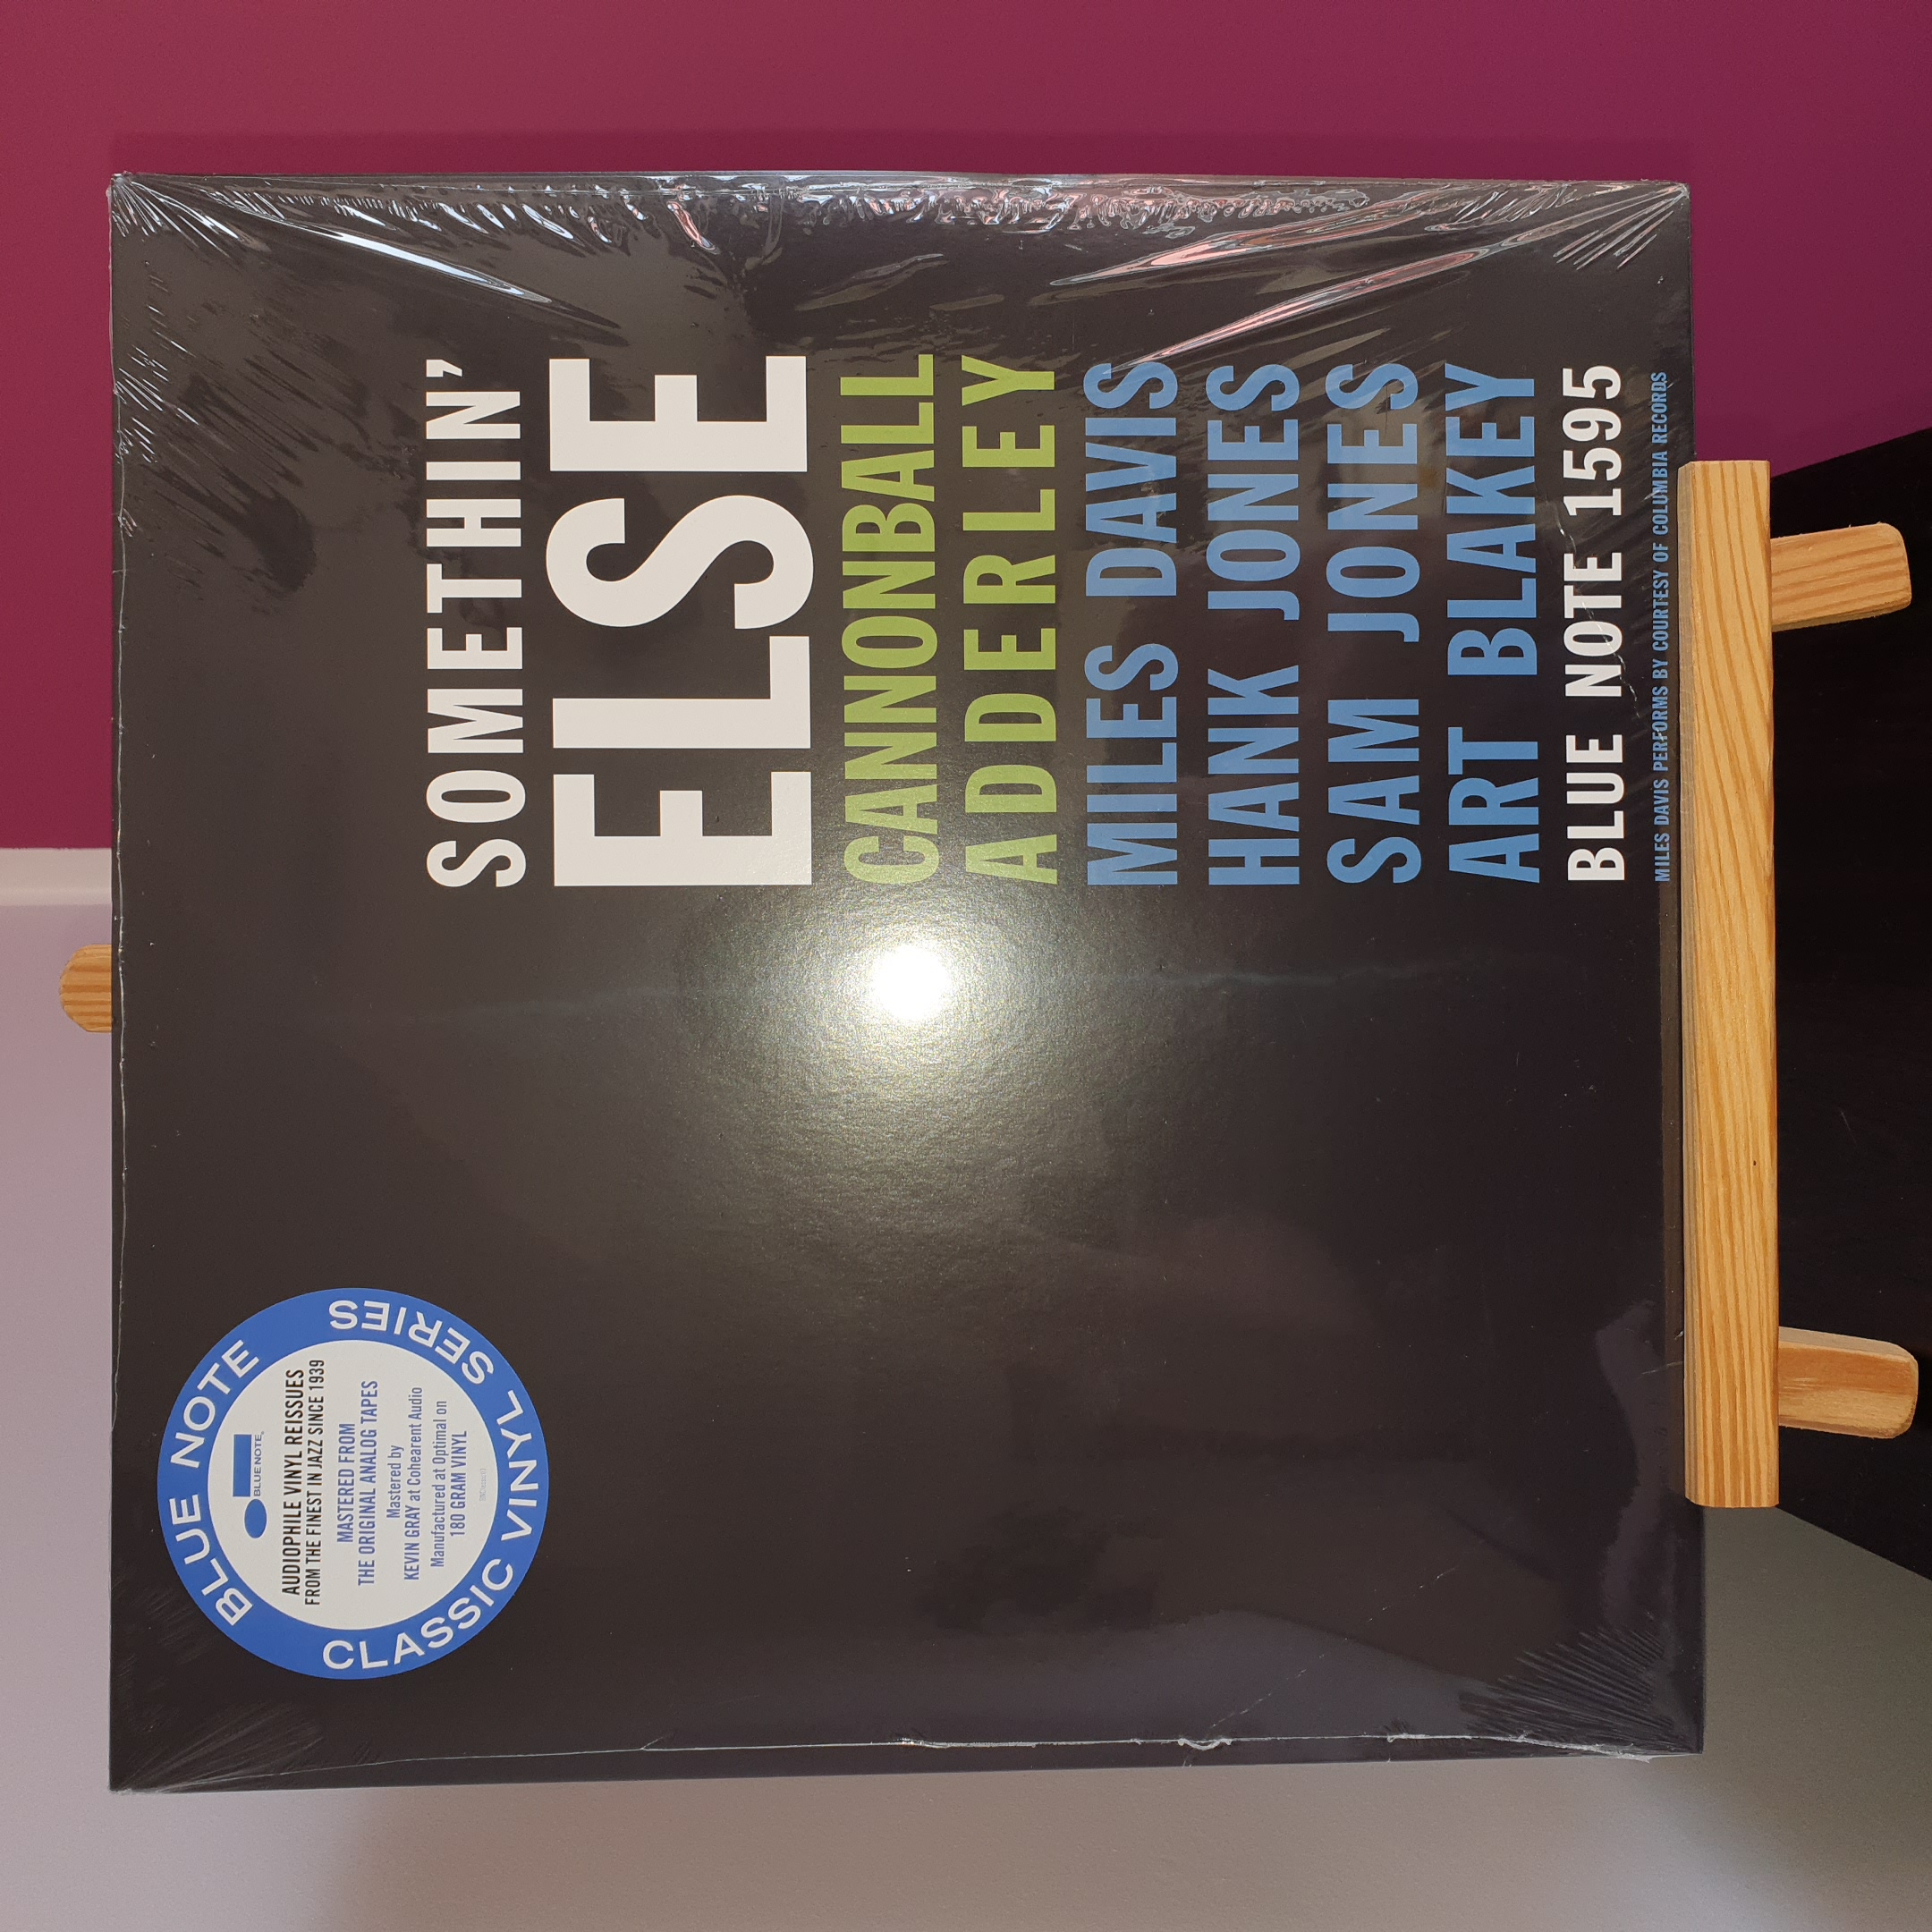 BLUE NOTE
BLUE NOTE
AUDIOPHILE VINYL REISSUES
FROM THE FINEST IN JAZZ SINCE 1939
MASTERED FROM
THE ORIGINAL ANALOG TAPES
Mastered by
KEVIN GRAY at Cohearent Audio
Manufactured at Optimal on
180 GRAM VINYL
CLASSIC VINYL SERIES
SOMETHIN'
ELSE
CANNONBALL
ADDERLEY
MILES DAVIS
HANK JONES
SAM JONES
ART BLAKEY
BLUE NOTE 1595
MILES DAVIS PERFORMS BY COURTESY OF COLUMBIA RECORDS